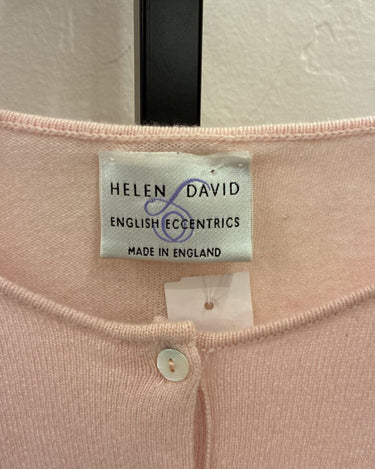 HELEN DAVID
ENGLISH ECCENTRICS
MADE IN ENGLAND